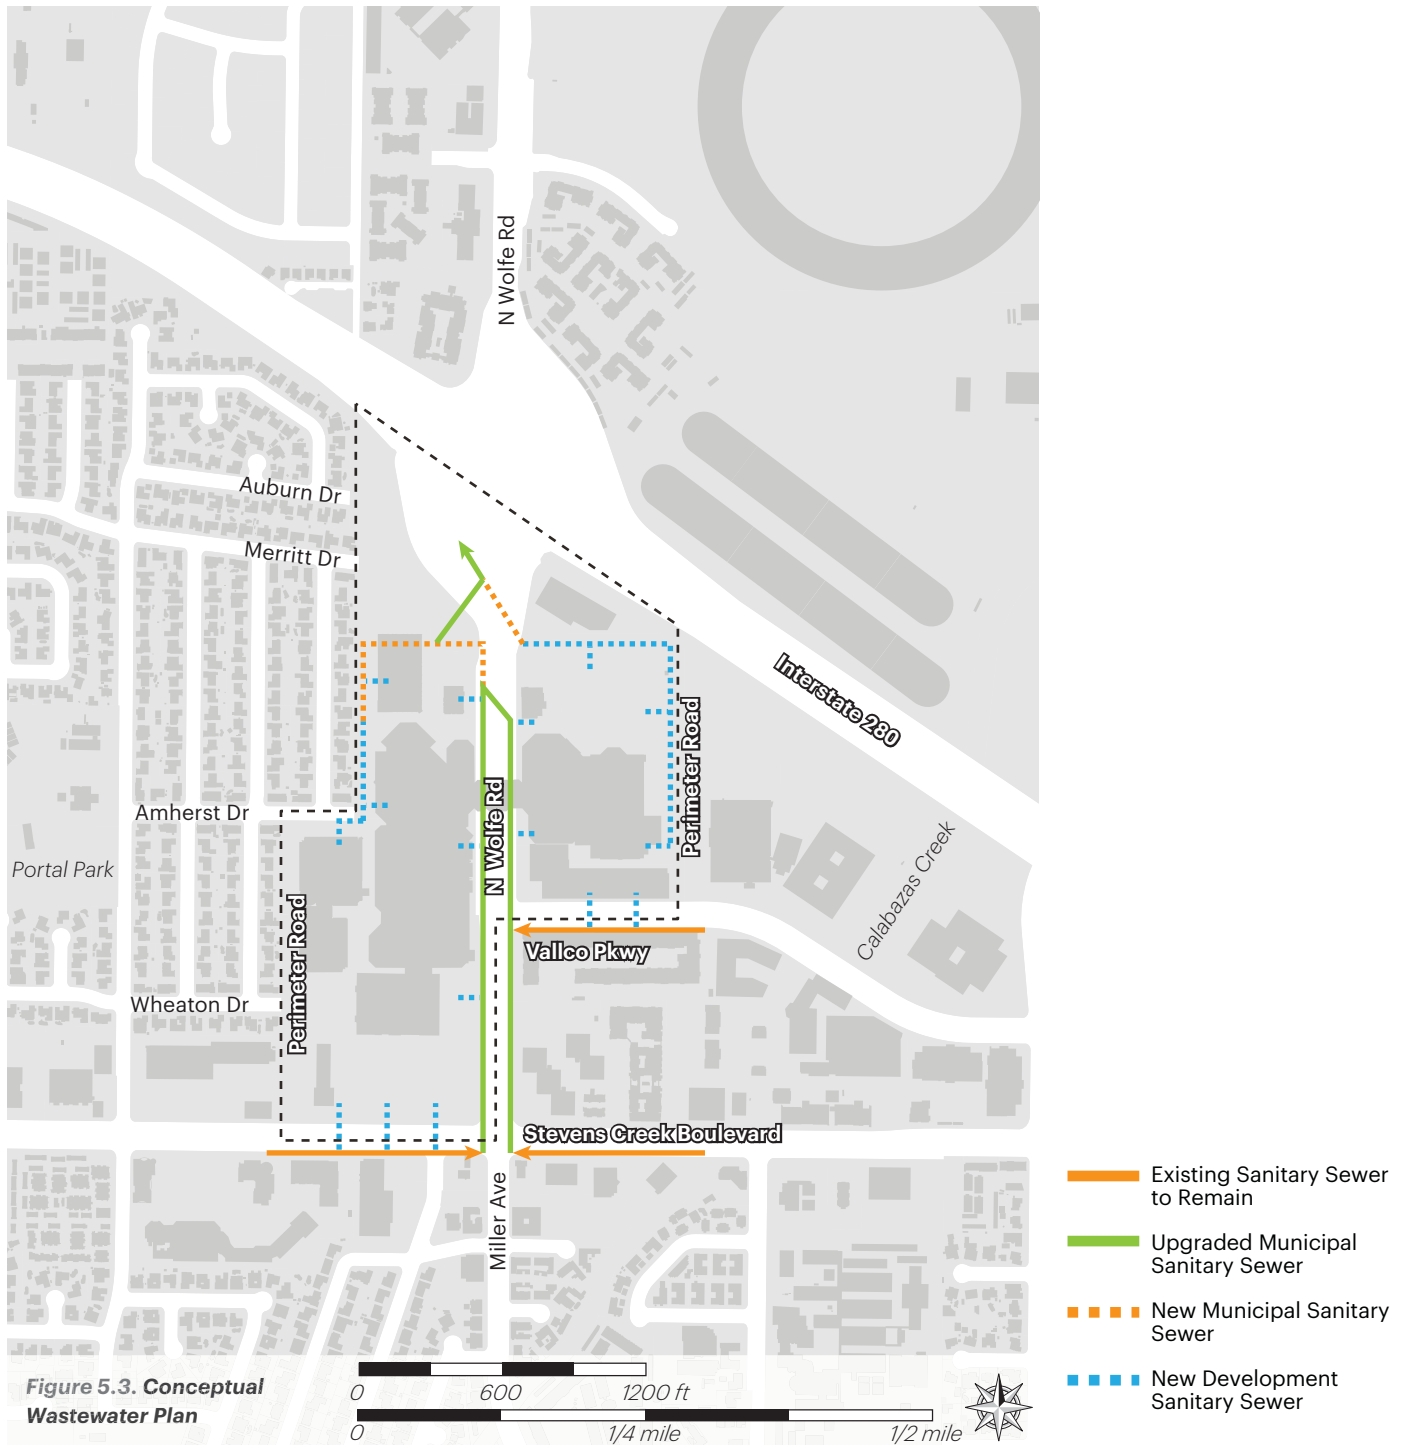 N Wolfe Rd
Auburn Dr
Merritt Dr
Interstate 280
Perimeter Road
N Wolfe Rd
Amherst Dr
Portal Park
Calabazas Creek
Perimeter Road
Vallco Pkwy
Wheaton Dr
Stevens Creek Boulevard
Miller Ave
Existing Sanitary Sewer
to Remain
Upgraded Municipal
Sanitary Sewer
New Municipal Sanitary
Sewer
New Development
Sanitary Sewer
Figure 5.3. Conceptual
Wastewater Plan
0 600 1200 ft
0 1/4 mile 1/2 mile